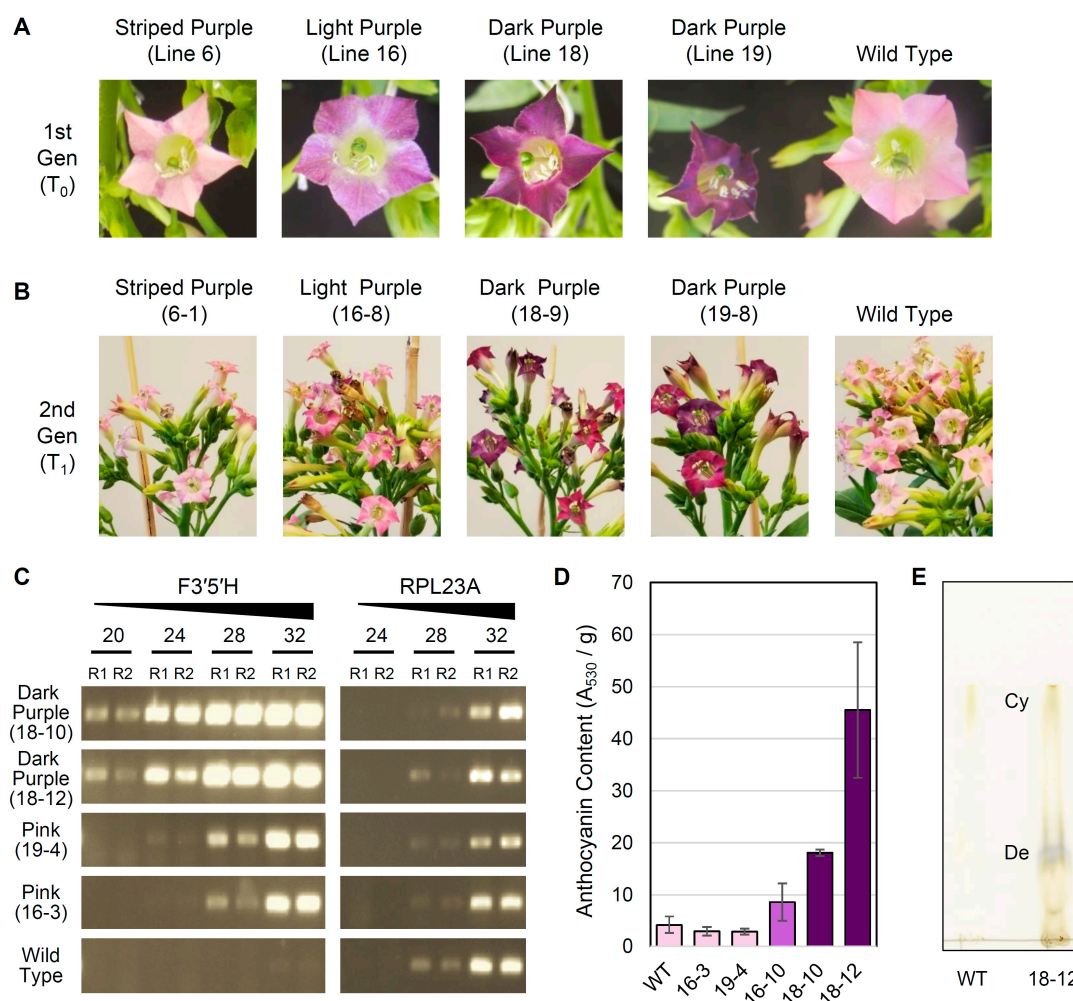 A
Striped Purple
(Line 6)
Light Purple
(Line 16)
Dark Purple
(Line 18)
Dark Purple
(Line 19)
Wild Type
1st
Gen
(T0)
B
Striped Purple
(6-1)
Light Purple
(16-8)
Dark Purple
(18-9)
Dark Purple
(19-8)
Wild Type
2nd
Gen
(T1)
C
F3′5′H
RPL23A
20 24 28 32
24 28 32
R1 R2 R1 R2 R1 R2 R1 R2
R1 R2 R1 R2 R1 R2
Dark
Purple
(18-10)
Dark
Purple
(18-12)
Pink
(19-4)
Pink
(16-3)
Wild
Type
D
Anthocyanin Content (A530 / g)
70
60
50
40
30
20
10
0
WT
16-3
19-4
16-10
18-10
18-12
E
Cy
De
WT
18-12